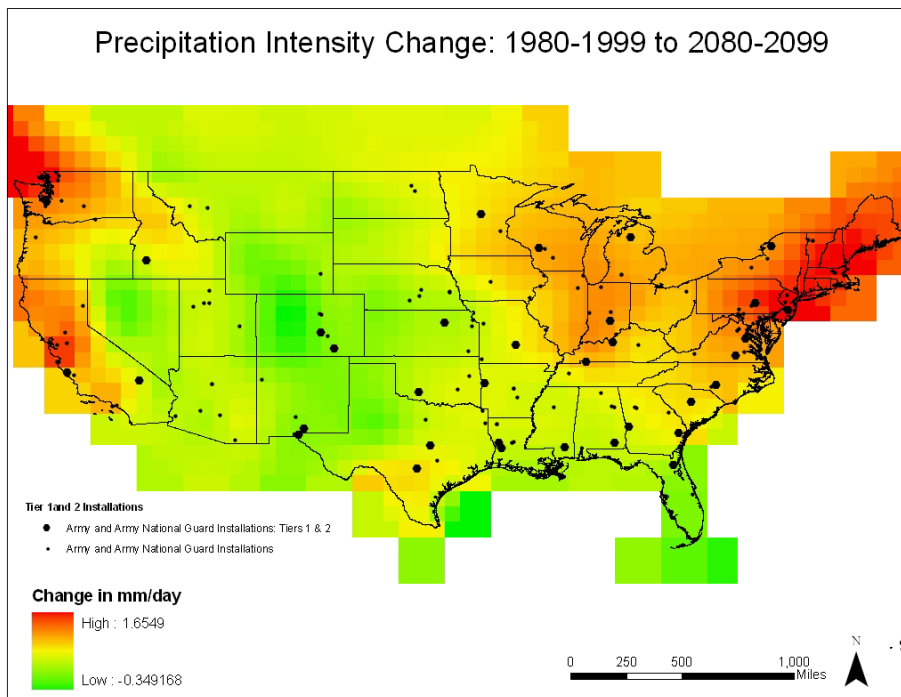 Precipitation Intensity Change: 1980-1999 to 2080-2099
Tier 1and 2 Installations
Army and Army National Guard Installations: Tiers 1 & 2
Army and Army National Guard Installations
Change in mm/day
High : 1.6549
Low : -0.349168
N
0 250 500 1,000
Miles